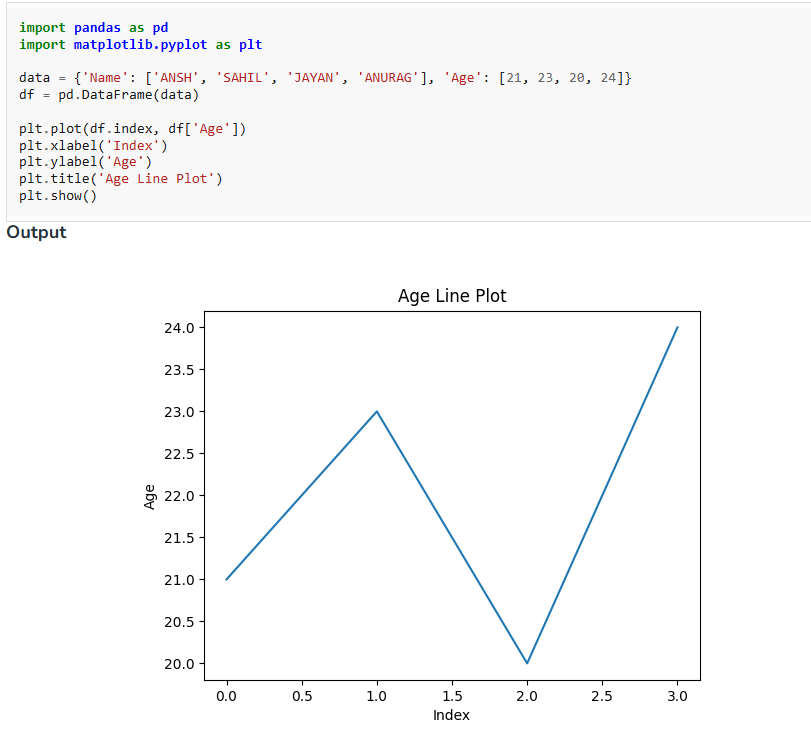 import pandas as pd
import matplotlib.pyplot as plt
data = {'Name': ['ANSH', 'SAHIL', 'JAYAN', 'ANURAG'], 'Age': [21, 23, 20, 24]}
df = pd.DataFrame(data)
plt.plot(df.index, df['Age'])
plt.xlabel('Index')
plt.ylabel('Age')
plt.title('Age Line Plot')
plt.show()
Output
Age Line Plot
24.0
23.5
23.0
22.5
22.0
21.5
21.0
20.5
20.0
Age
0.0 0.5 1.0 1.5 2.0 2.5 3.0
Index